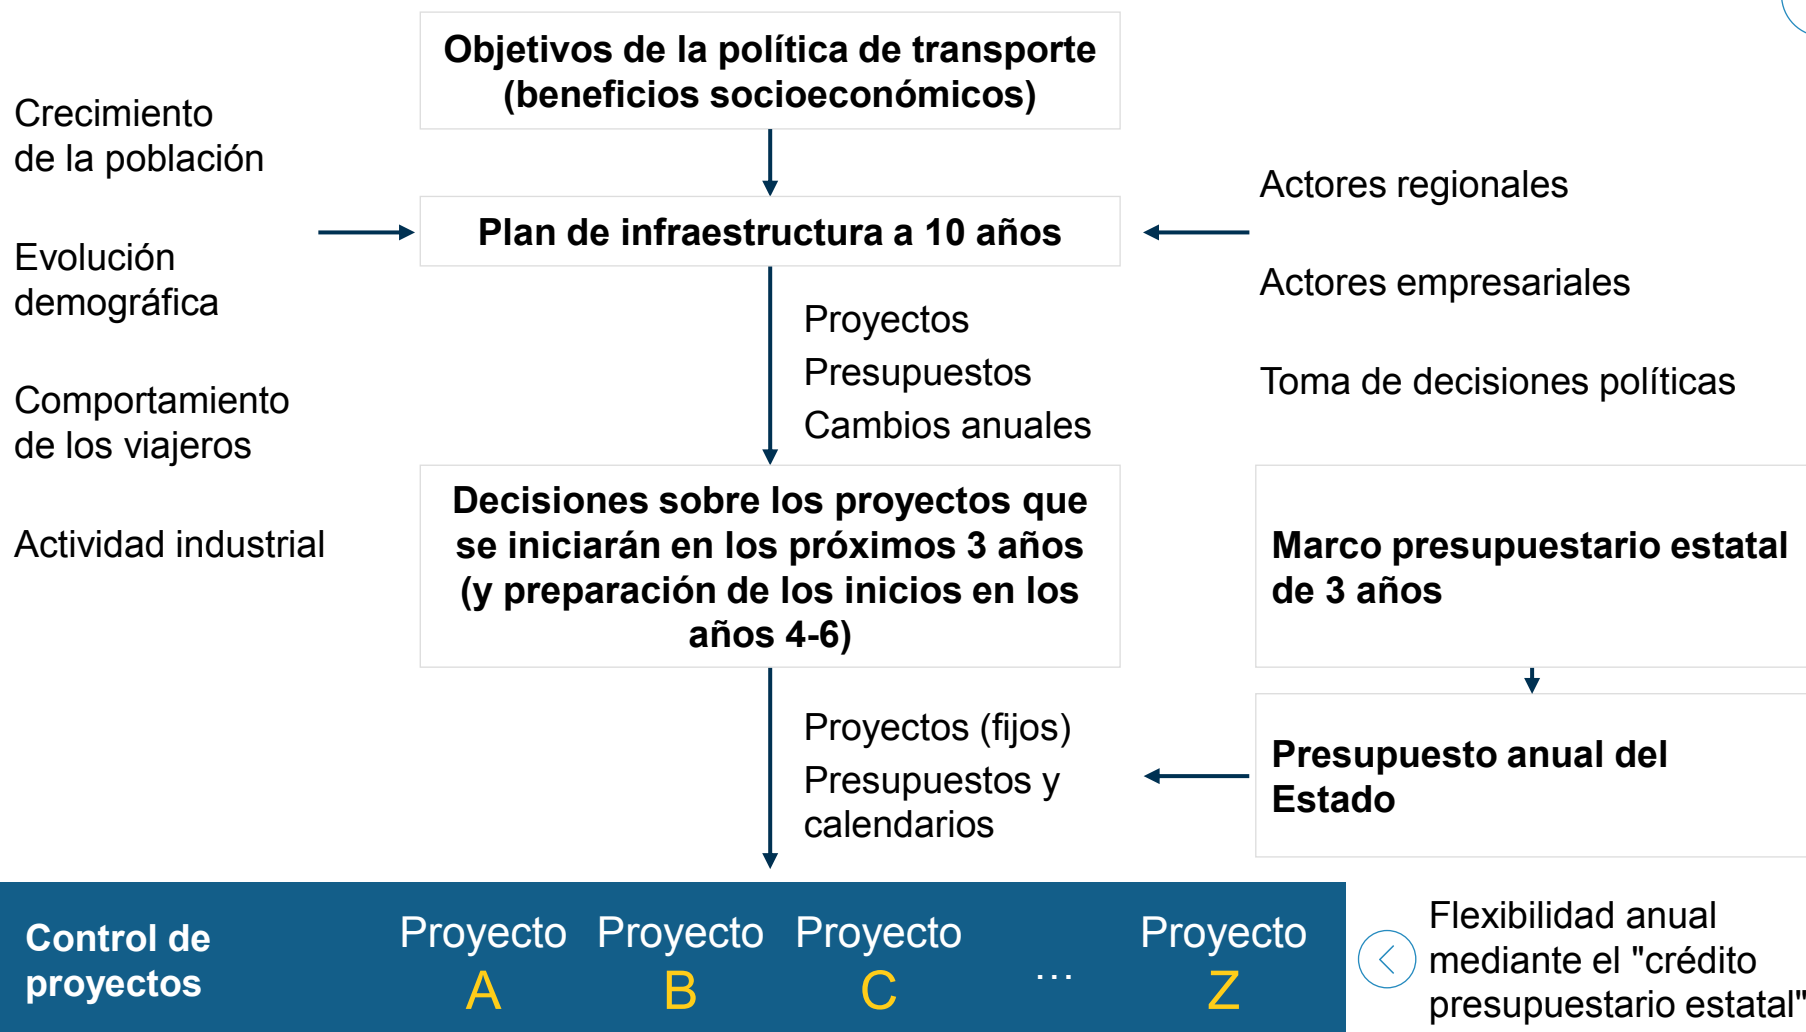 Objetivos de la política de transporte
(beneficios socioeconómicos)
Crecimiento
de la población
Evolución
demográfica
Comportamiento
de los viajeros
Actividad industrial
Plan de infraestructura a 10 años
Actores regionales
Actores empresariales
Toma de decisiones políticas
Proyectos
Presupuestos
Cambios anuales
Decisiones sobre los proyectos que
se iniciarán en los próximos 3 años
(y preparación de los inicios en los
años 4-6)
Marco presupuestario estatal
de 3 años
Proyectos (fijos)
Presupuestos y
calendarios
Presupuesto anual del
Estado
Control de
proyectos
Proyecto
A
Proyecto
B
Proyecto
C
...
Proyecto
Z
Flexibilidad anual
mediante el "crédito
presupuestario estatal"